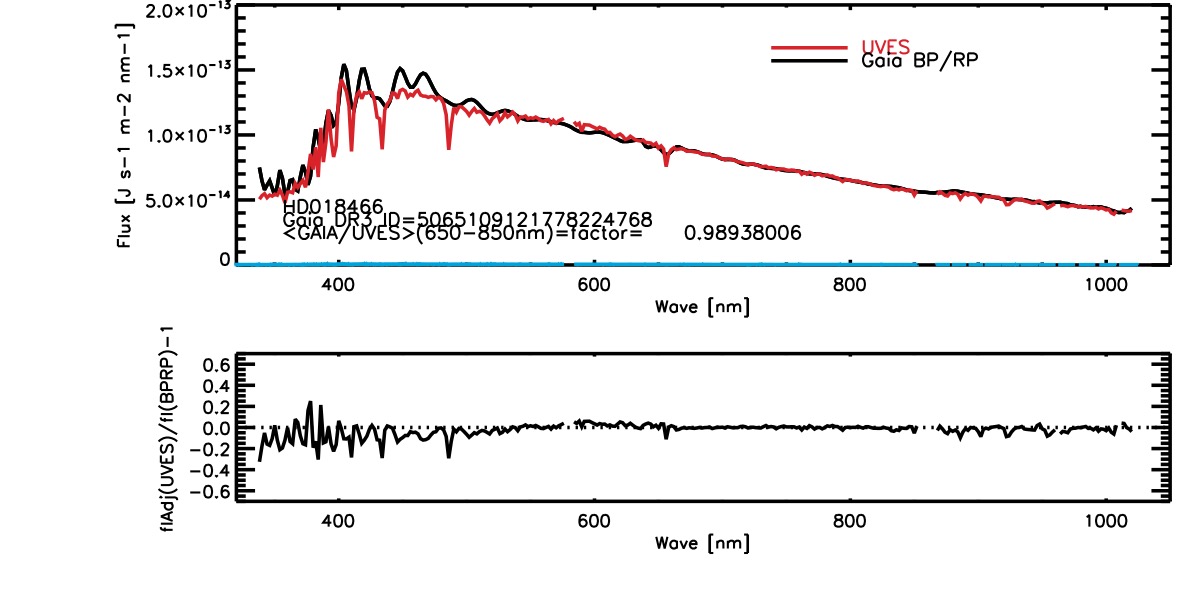 2.0×10−13
1.5×10−13
1.0×10−13
5.0×10−14
0
Flux [J s−1 m−2 nm−1]
UVES
Gaia BP/RP
HD018466
Gaia DR3 ID=5065109121778224768
<GAIA/UVES>(650−850nm)=factor= 0.98938006
400 600 800 1000
Wave [nm]
flAdj(UVES)/fl(BPRP)−1
0.6
0.4
0.2
0.0
−0.2
−0.4
−0.6
400 600 800 1000
Wave [nm]